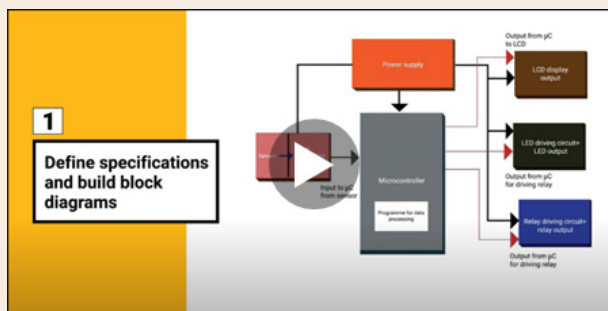 1
Define specifications
and build block
diagrams
Output from μC
to LCD
Power supply
LCD display
output
Sensor
Input to μC
from sensor
Microcontroller
Programme for data
processing
LED driving circuit+
LED output
Output from μC
for driving relay
Relay driving circuit+
relay output
Output from μC
for driving relay